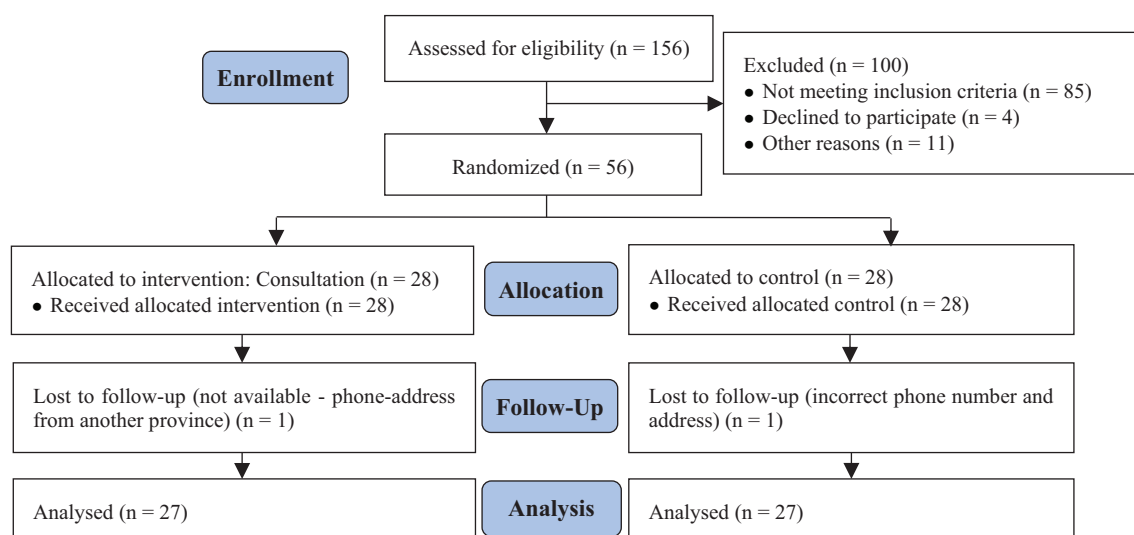 Assessed for eligibility (n = 156)
Enrollment
Excluded (n = 100)
● Not meeting inclusion criteria (n = 85)
● Declined to participate (n = 4)
● Other reasons (n = 11)
Randomized (n = 56)
Allocated to intervention: Consultation (n = 28)
● Received allocated intervention (n = 28)
Allocation
Allocated to control (n = 28)
● Received allocated control (n = 28)
Lost to follow-up (not available - phone-address
from another province) (n = 1)
Follow-Up
Lost to follow-up (incorrect phone number and
address) (n = 1)
Analysed (n = 27)
Analysis
Analysed (n = 27)